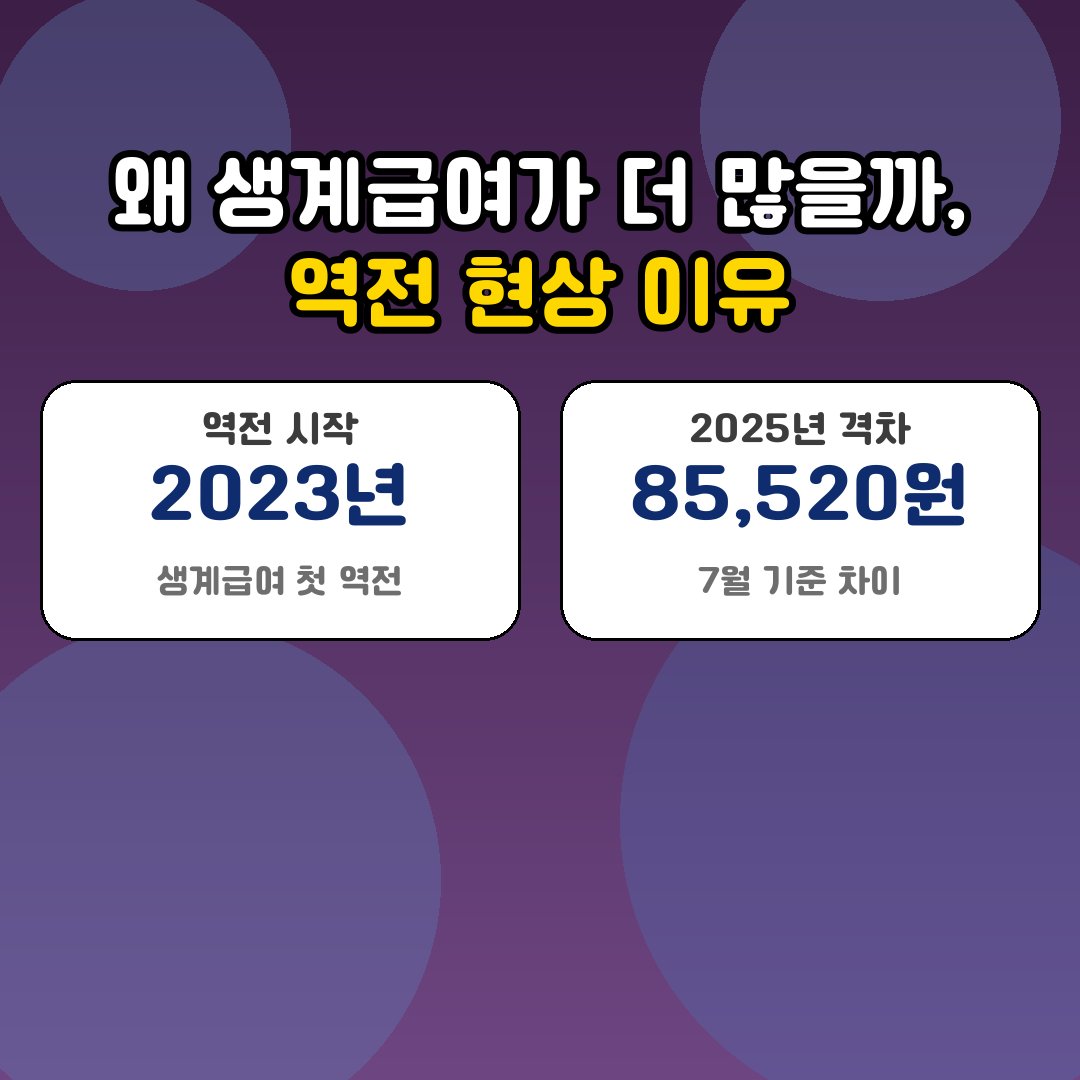 왜 생계급여가 더 많을까,
역전 현상 이유
역전 시작
2023년
생계급여 첫 역전
2025년 격차
85,520원
7월 기준 차이